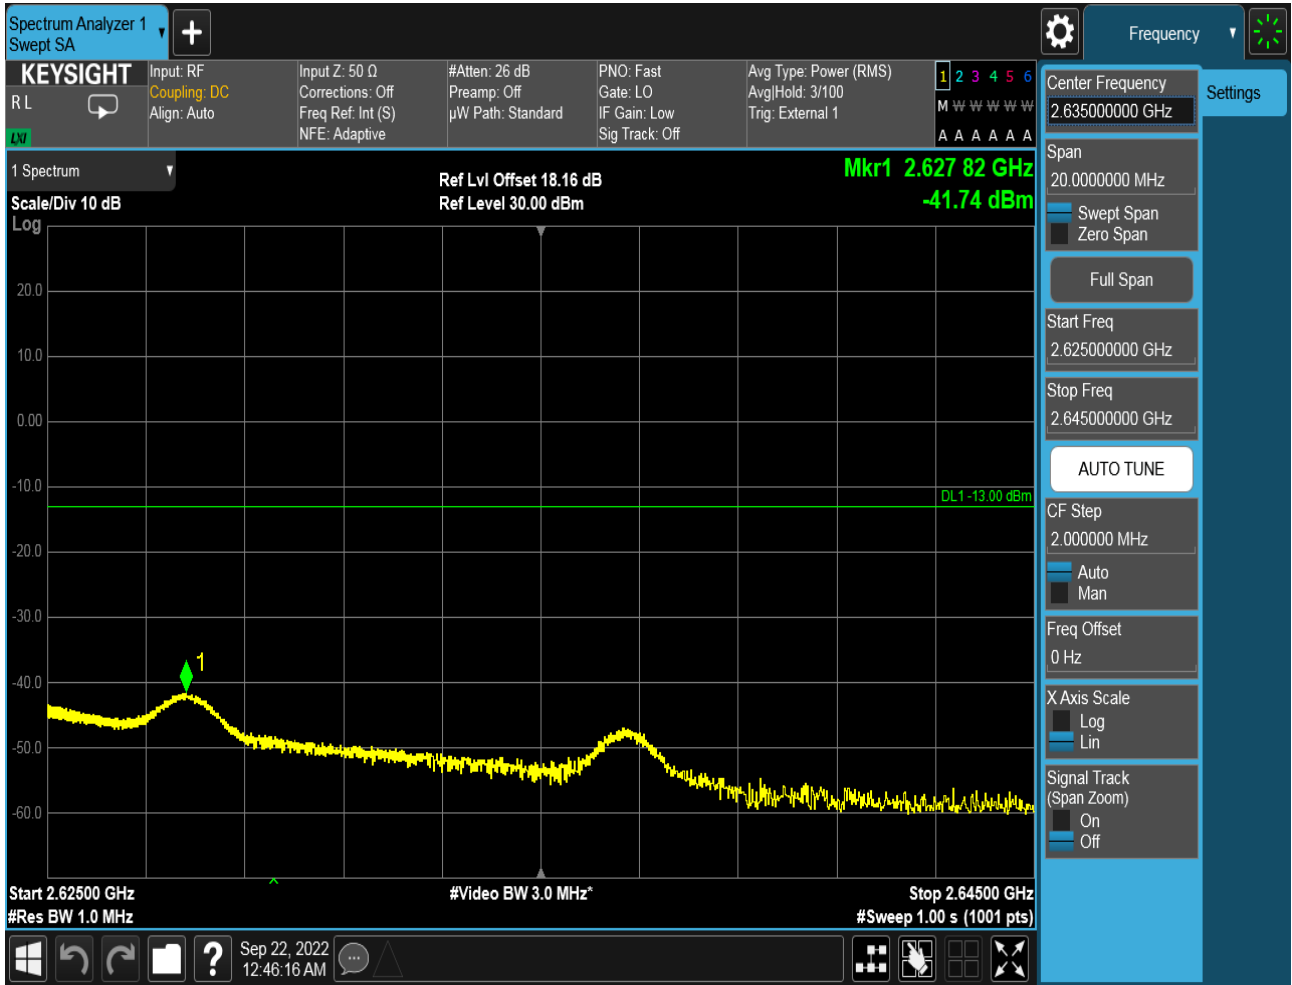 Spectrum Analyzer 1
Swept SA
Frequency
KEYSIGHT
R L
LXI
Input: RF
Coupling: DC
Align: Auto
Input Z: 50 Ω
Corrections: Off
Freq Ref: Int (S)
NFE: Adaptive
#Atten: 26 dB
Preamp: Off
µW Path: Standard
PNO: Fast
Gate: LO
IF Gain: Low
Sig Track: Off
Avg Type: Power (RMS)
Avg|Hold: 3/100
Trig: External 1
1 2 3 4 5 6
M W W W W W
A A A A A A
1 Spectrum
Scale/Div 10 dB
Log
Ref Lvl Offset 18.16 dB
Ref Level 30.00 dBm
Mkr1 2.627 82 GHz
-41.74 dBm
20.0
10.0
0.00
-10.0
DL1 -13.00 dBm
-20.0
-30.0
1
-40.0
-50.0
-60.0
Start 2.62500 GHz
#Res BW 1.0 MHz
#Video BW 3.0 MHz*
Stop 2.64500 GHz
#Sweep 1.00 s (1001 pts)
Center Frequency
2.635000000 GHz
Settings
Span
20.0000000 MHz
Swept Span
Zero Span
Full Span
Start Freq
2.625000000 GHz
Stop Freq
2.645000000 GHz
AUTO TUNE
CF Step
2.000000 MHz
Auto
Man
Freq Offset
0 Hz
X Axis Scale
Log
Lin
Signal Track
(Span Zoom)
On
Off
?
Sep 22, 2022
12:46:16 AM